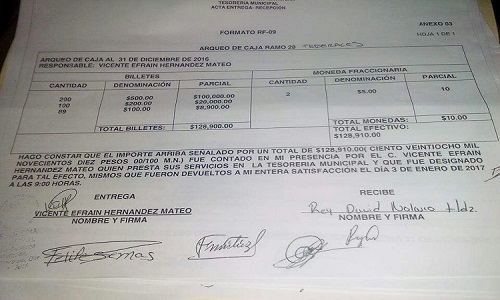 TESORERIA MUNICIPAL
ACTA ENTREGA- RECEPCIÓN
ANEXO 03
FORMATO RF-09
HOJA 1 DE 1
ARQUEO DE CAJA RAMO 28 FEDERALES
ARQUEO DE CAJA AL 31 DE DICIEMBRE DE 2016
RESPONSABLE: VICENTE EFRAIN HERNANDEZ MATEO
BILLETES MONEDA FRACCIONARIA
CANTIDAD DENOMINACIÓN PARCIAL CANTIDAD DENOMINACIÓN PARCIAL
200 $500.00 $100,000.00 2 $5.00 10
100 $200.00 $20,000.00
89 $100.00 $8,900.00
TOTAL MONEDAS: $10.00
TOTAL BILLETES: $128,900.00 TOTAL EFECTIVO:
$128,910.00
HAGO CONSTAR QUE EL IMPORTE ARRIBA SEÑALADO POR UN TOTAL DE $128,910.00( CIENTO VEINTIOCHO MIL
NOVECIENTOS DIEZ PESOS 00/100 M.N.) FUE CONTADO EN MI PRESENCIA POR EL C. VICENTE EFRAIN
HERNANDEZ MATEO QUIEN PRESTA SUS SERVICIOS EN LA TESORERIA MUNICIPAL Y QUE FUE DESIGNADO
PARA TAL EFECTO, MISMOS QUE FUERON DEVUELTOS A MI ENTERA SATISFACCIÓN EL DÍA 3 DE ENERO DE 2017
A LAS 9:00 HORAS.
ENTREGA RECIBE
VICENTE EFRAIN HERNANDEZ MATEO Rey David Nolasco Hdz.
NOMBRE Y FIRMA NOMBRE Y FIRMA